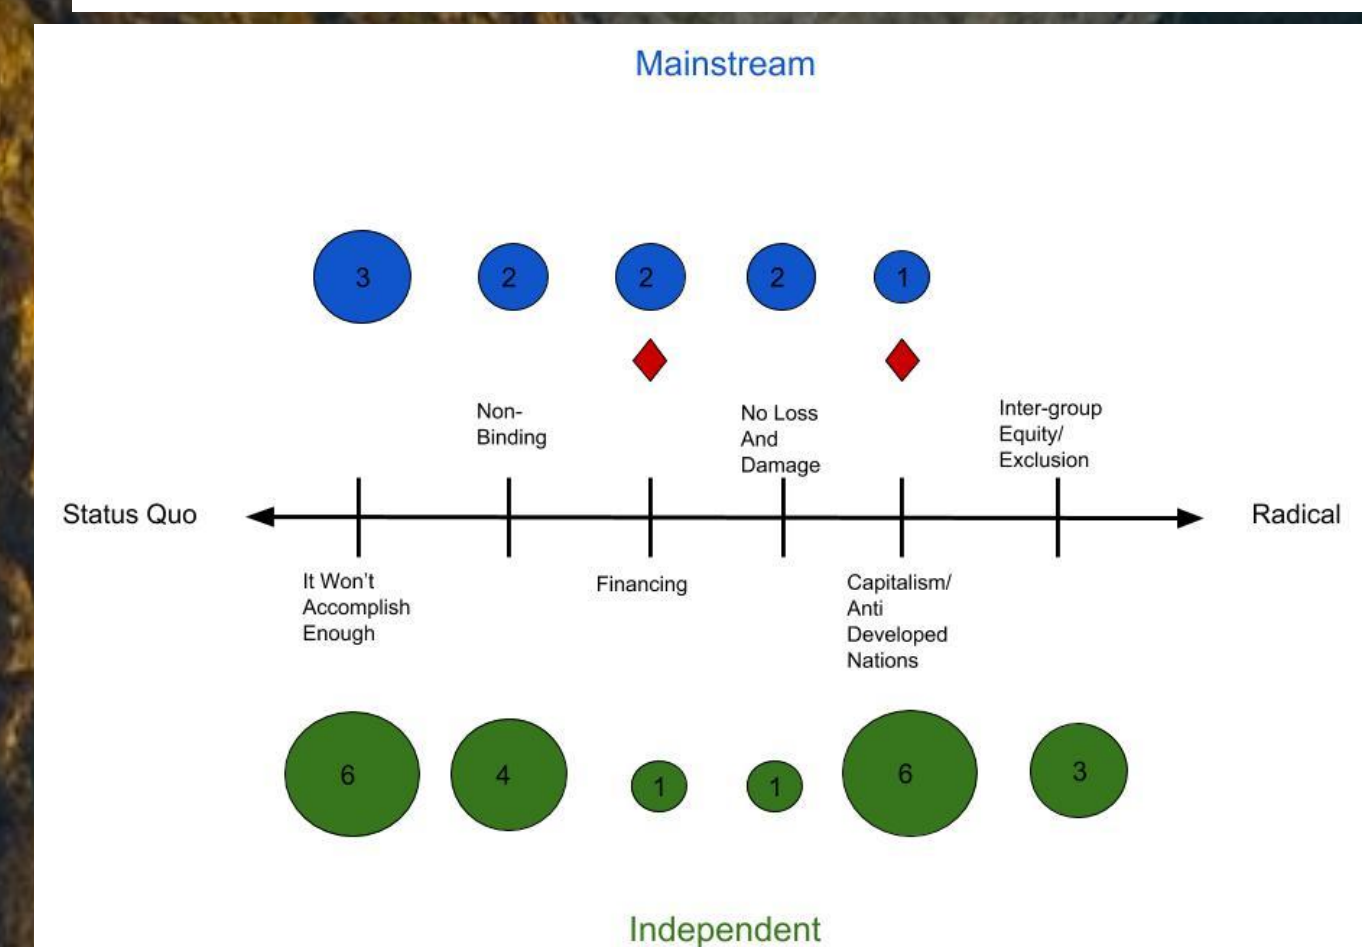 Mainstream
3
2
2
2
1
Non-
Binding
No Loss
And
Damage
Inter-group
Equity/
Exclusion
Status Quo
Radical
It Won't
Accomplish
Enough
Financing
Capitalism/
Anti
Developed
Nations
6
4
1
1
6
3
Independent